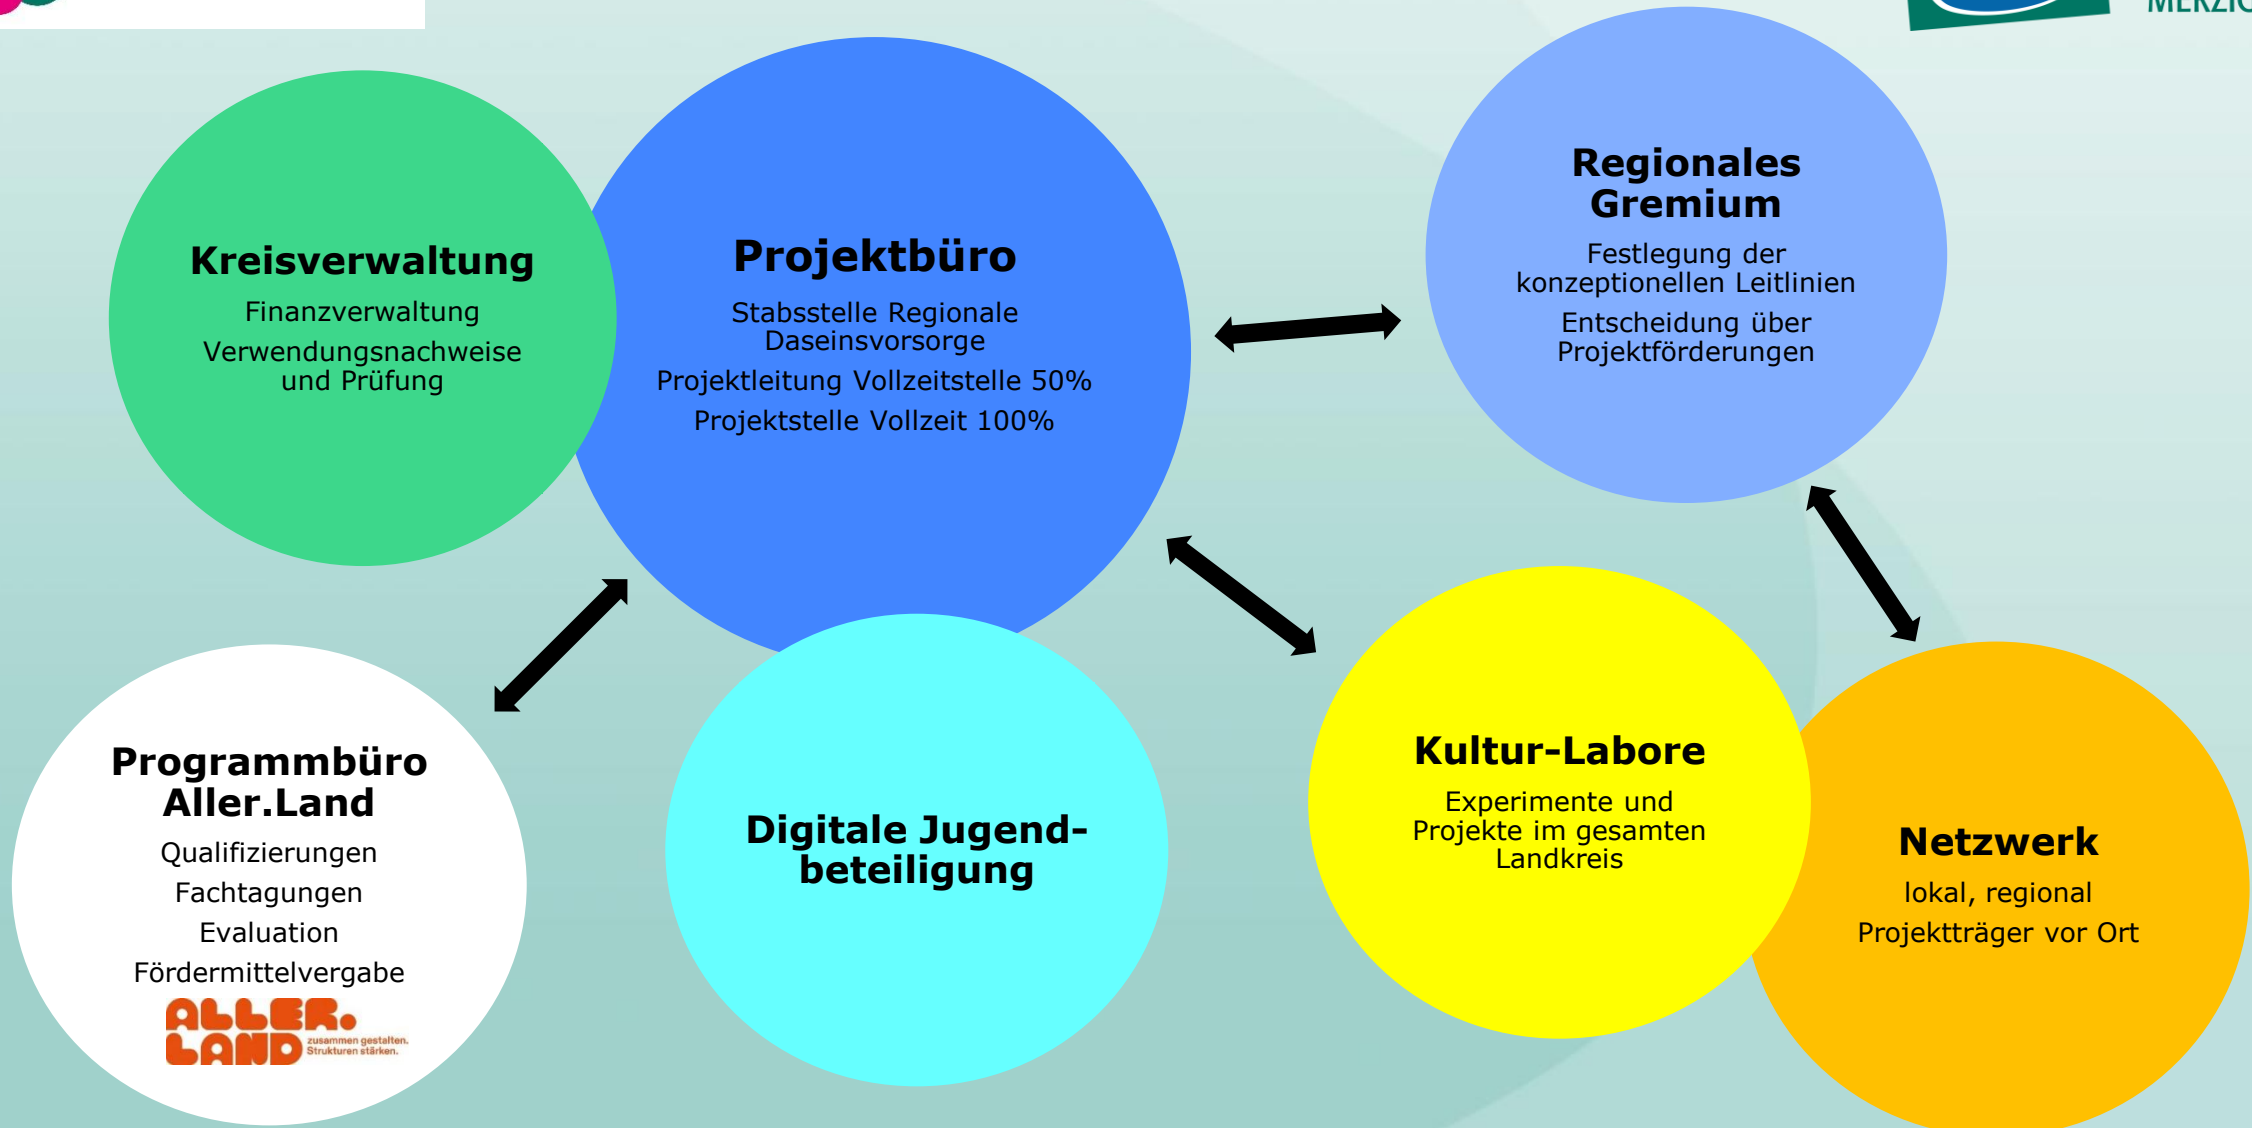 Kreisverwaltung
Finanzverwaltung
Verwendungsnachweise
und Prüfung
Projektbüro
Stabsstelle Regionale
Daseinsvorsorge
Projektleitung Vollzeitstelle 50%
Projektstelle Vollzeit 100%
Regionales
Gremium
Festlegung der
konzeptionellen Leitlinien
Entscheidung über
Projektförderungen
Programmbüro
Aller.Land
Qualifizierungen
Fachtagungen
Evaluation
Fördermittelvergabe
ALLER.
LAND
zusammen gestalten.
Strukturen stärken.
Digitale Jugend-
beteiligung
Kultur-Labore
Experimente und
Projekte im gesamten
Landkreis
Netzwerk
lokal, regional
Projektträger vor Ort